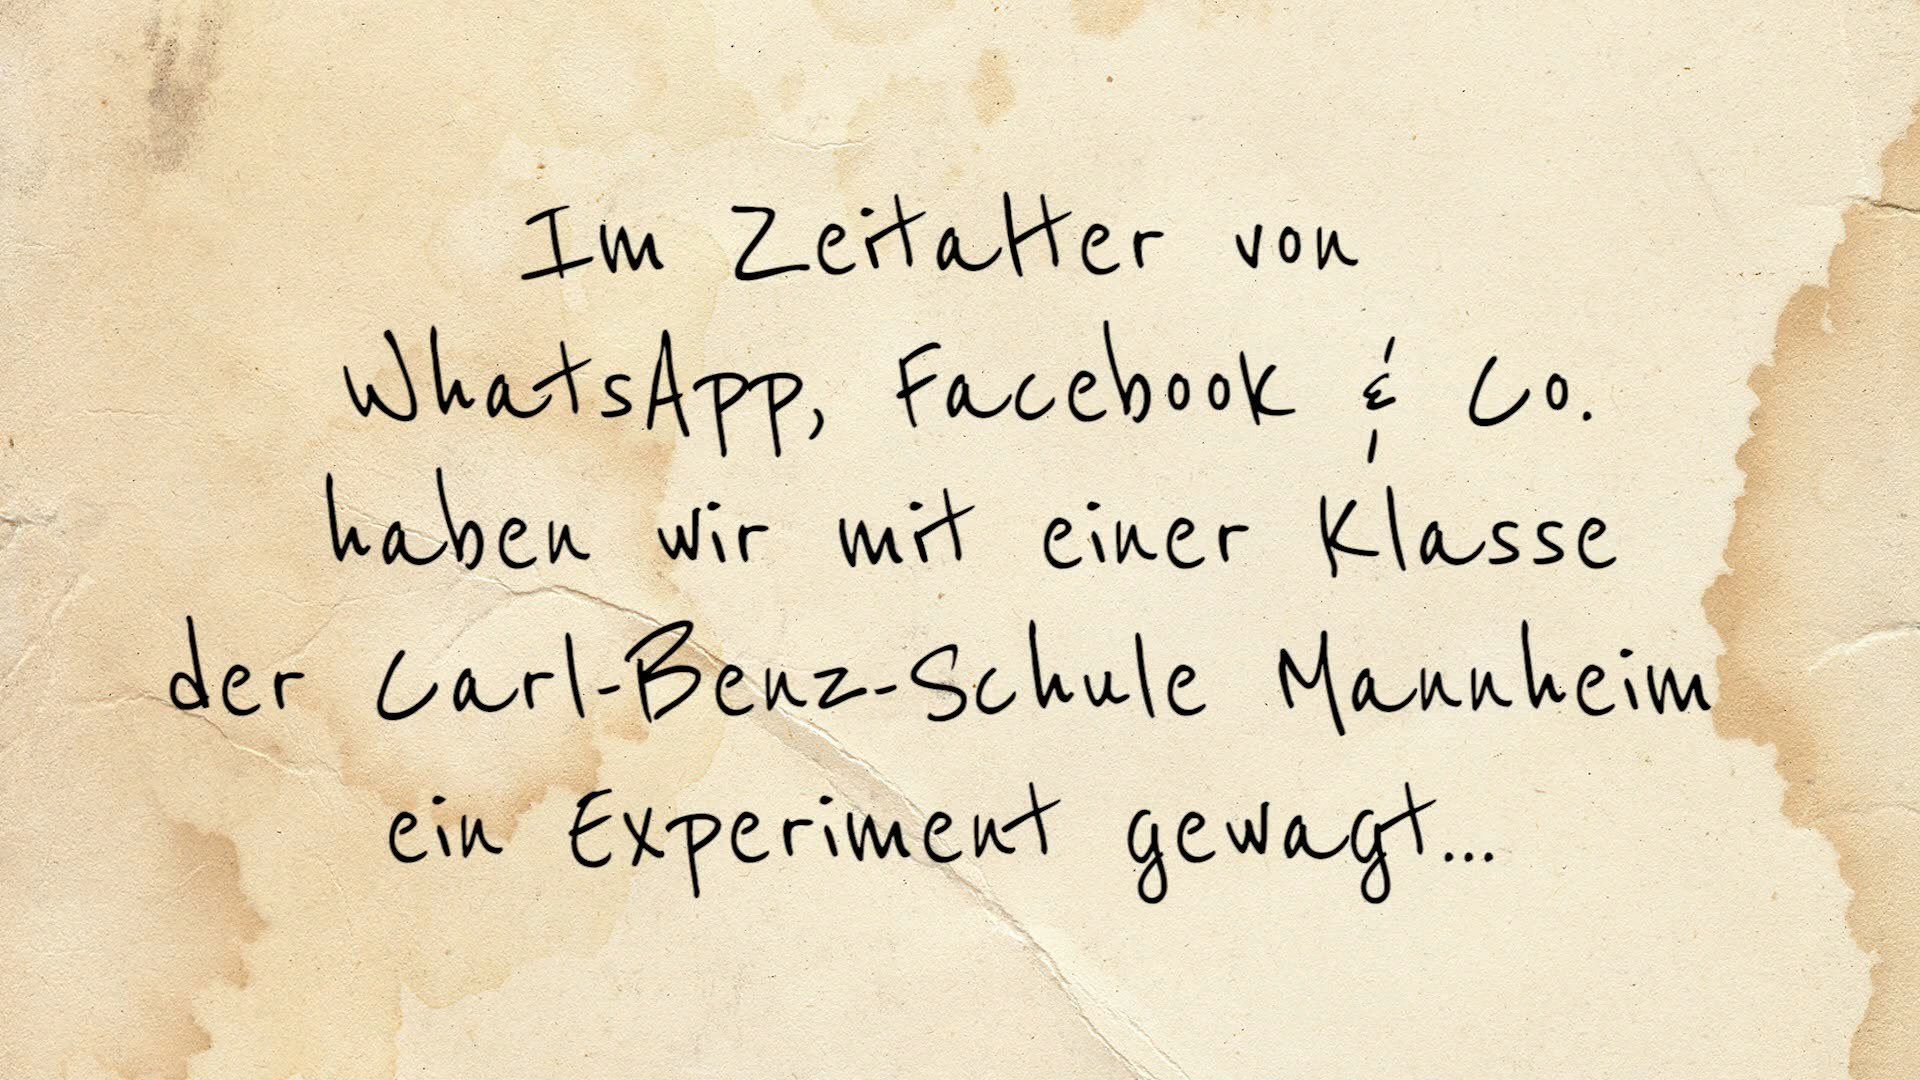 Im Zeitalter von
WhatsApp, Facebook & Co.
haben wir mit einer Klasse
der Carl-Benz-Schule Mannheim
ein Experiment gewagt...